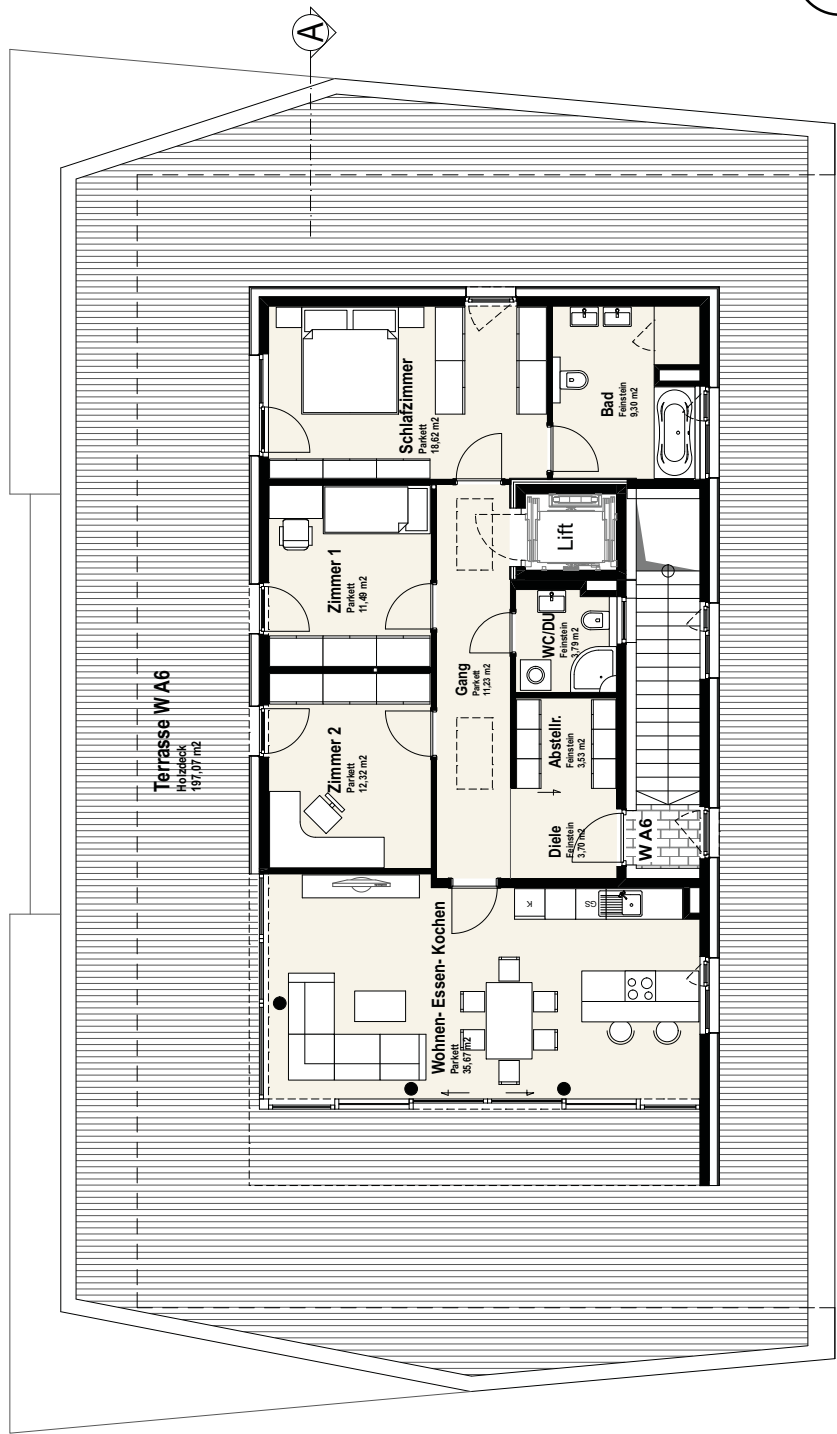 A
Terrasse W A6
Holzdeck
197,07 m2
Schlafzimmer
Parkett
18,62 m2
Bad
Feinstein
9,30 m2
Zimmer 1
Parkett
11,49 m2
Lift
Gang
Parkett
11,23 m2
WC/DU
Feinstein
3,79 m2
Zimmer 2
Parkett
12,32 m2
Abstellr.
Feinstein
3,53 m2
Diele
Feinstein
3,70 m2
W A6
Wohnen- Essen- Kochen
Parkett
35,67 m2
K
GS